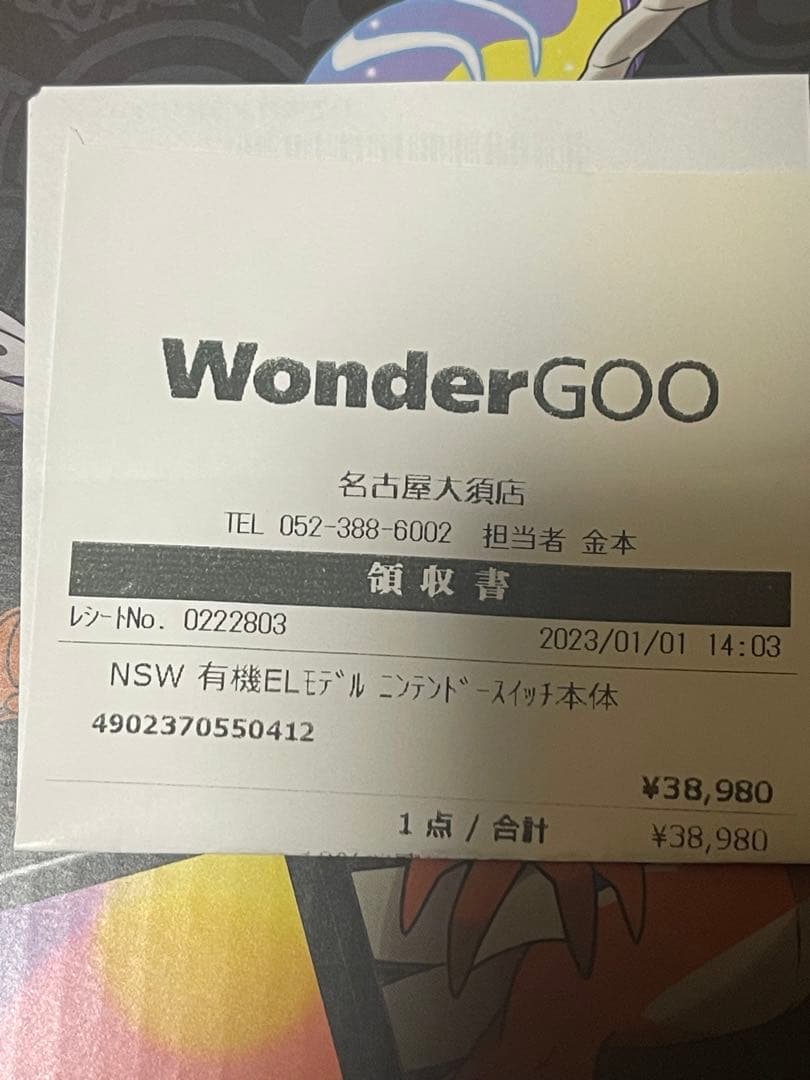 WonderGOO
名古屋大須店
TEL 052-388-6002 担当者 金本
領収書
ﾚｼｰﾄNo. 0222803
2023/01/01 14:03
NSW 有機ELﾓﾃﾞﾙ ﾆﾝﾃﾝﾄﾞｰｽｲｯﾁ本体
4902370550412
¥38,980
1点 / 合計 ¥38,980